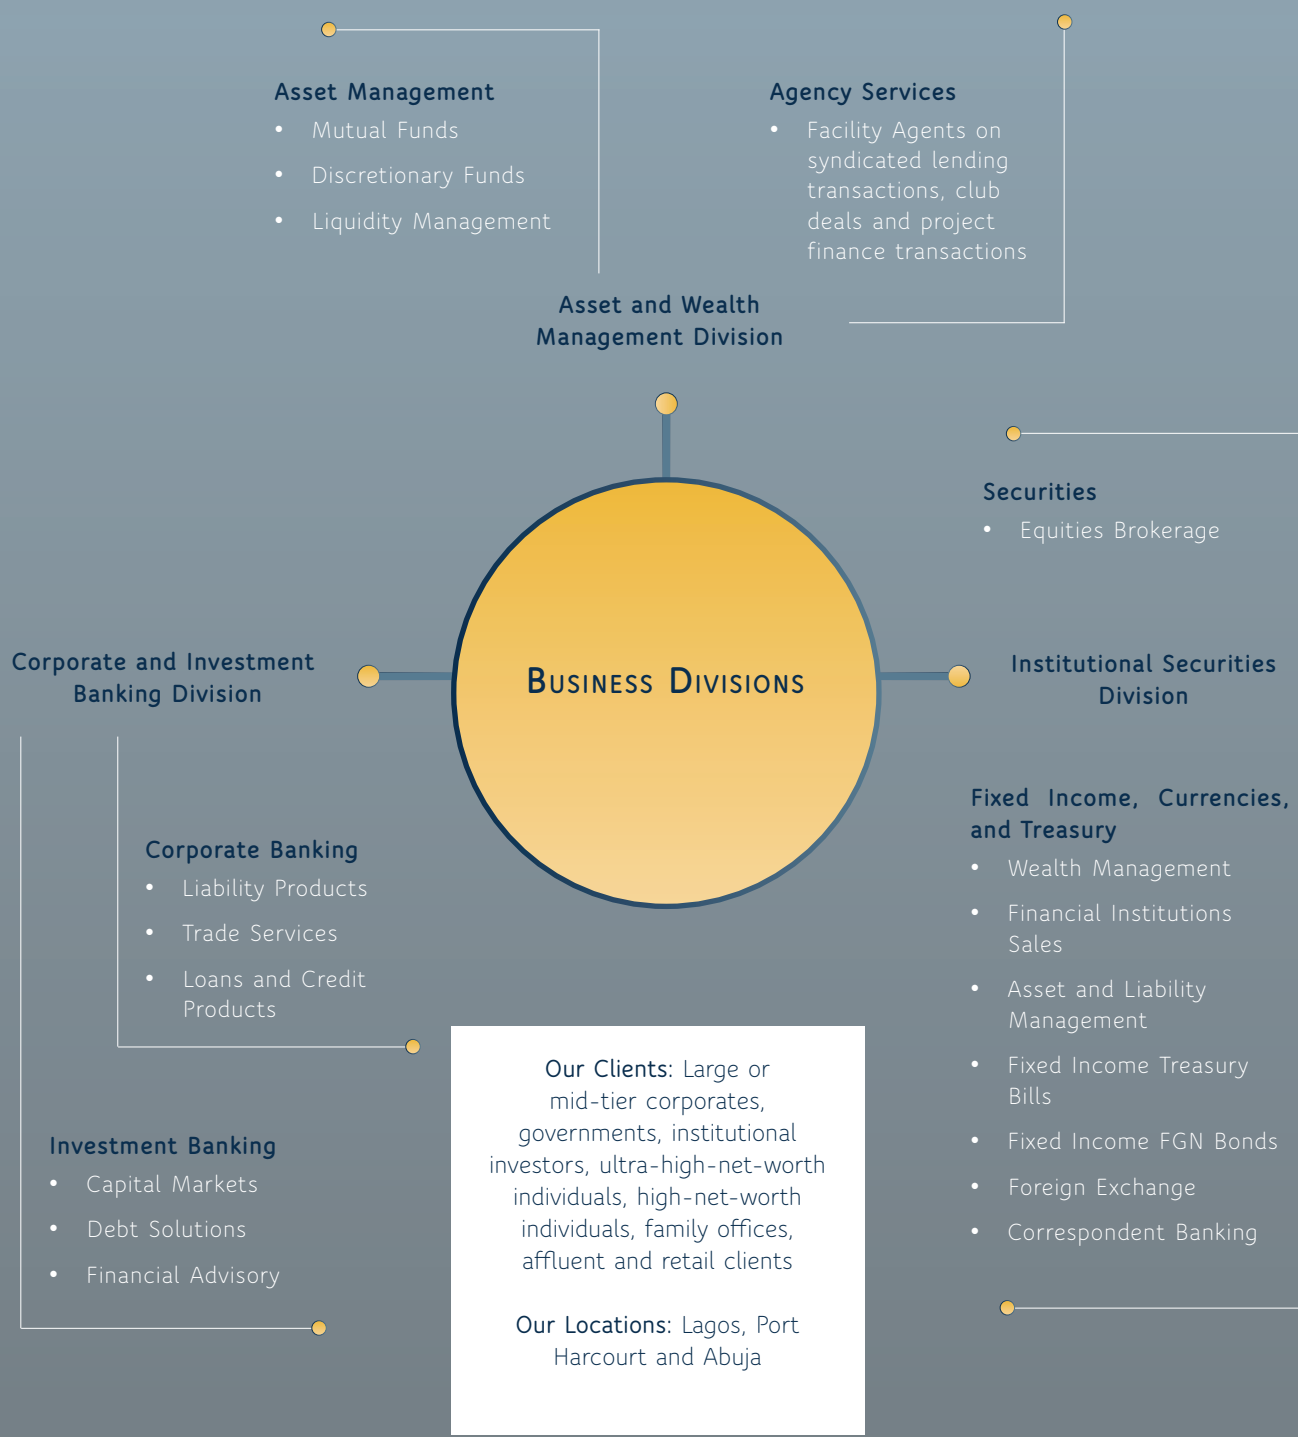 Asset Management
• Mutual Funds
• Discretionary Funds
• Liquidity Management
Agency Services
• Facility Agents on
syndicated lending
transactions, club
deals and project
finance transactions
Asset and Wealth
Management Division
Securities
• Equities Brokerage
Corporate and Investment
Banking Division
BUSINESS DIVISIONS
Institutional Securities
Division
Fixed Income, Currencies,
and Treasury
• Wealth Management
• Financial Institutions
Sales
• Asset and Liability
Management
• Fixed Income Treasury
Bills
• Fixed Income FGN Bonds
• Foreign Exchange
• Correspondent Banking
Corporate Banking
• Liability Products
• Trade Services
• Loans and Credit
Products
Investment Banking
• Capital Markets
• Debt Solutions
• Financial Advisory
Our Clients: Large or
mid-tier corporates,
governments, institutional
investors, ultra-high-net-worth
individuals, high-net-worth
individuals, family offices,
affluent and retail clients
Our Locations: Lagos, Port
Harcourt and Abuja